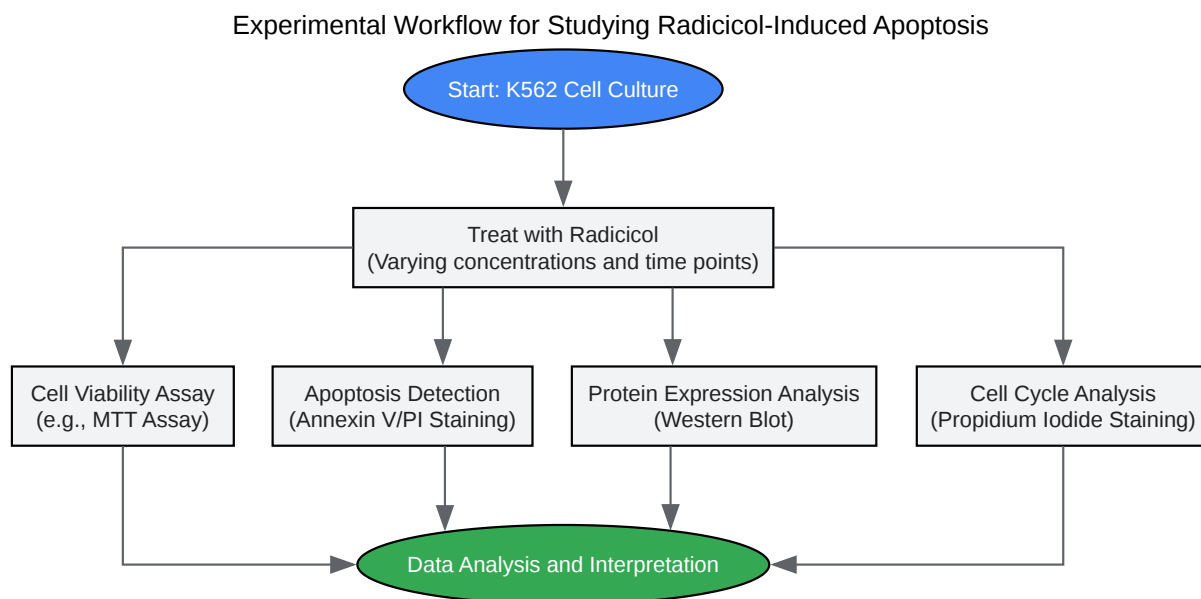 Experimental Workflow for Studying Radicicol-Induced Apoptosis
Start: K562 Cell Culture
Treat with Radicicol
(Varying concentrations and time points)
Cell Viability Assay
(e.g., MTT Assay)
Apoptosis Detection
(Annexin V/PI Staining)
Protein Expression Analysis
(Western Blot)
Cell Cycle Analysis
(Propidium Iodide Staining)
Data Analysis and Interpretation